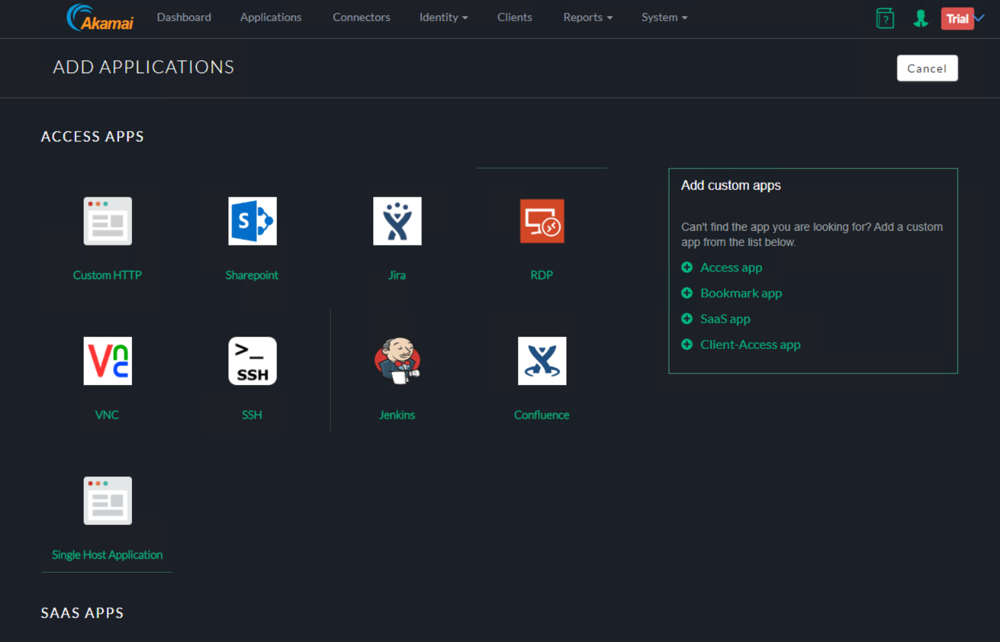 Akamai
Dashboard
Applications
Connectors
Identity
Clients
Reports
System
?
Trial
ADD APPLICATIONS
Cancel
ACCESS APPS
Custom HTTP
S
Sharepoint
Jira
RDP
Add custom apps
Can't find the app you are looking for? Add a custom
app from the list below.
Access app
Bookmark app
SaaS app
Client-Access app
Vnc
VNC
>_
SSH
SSH
Jenkins
Confluence
Single Host Application
SAAS APPS